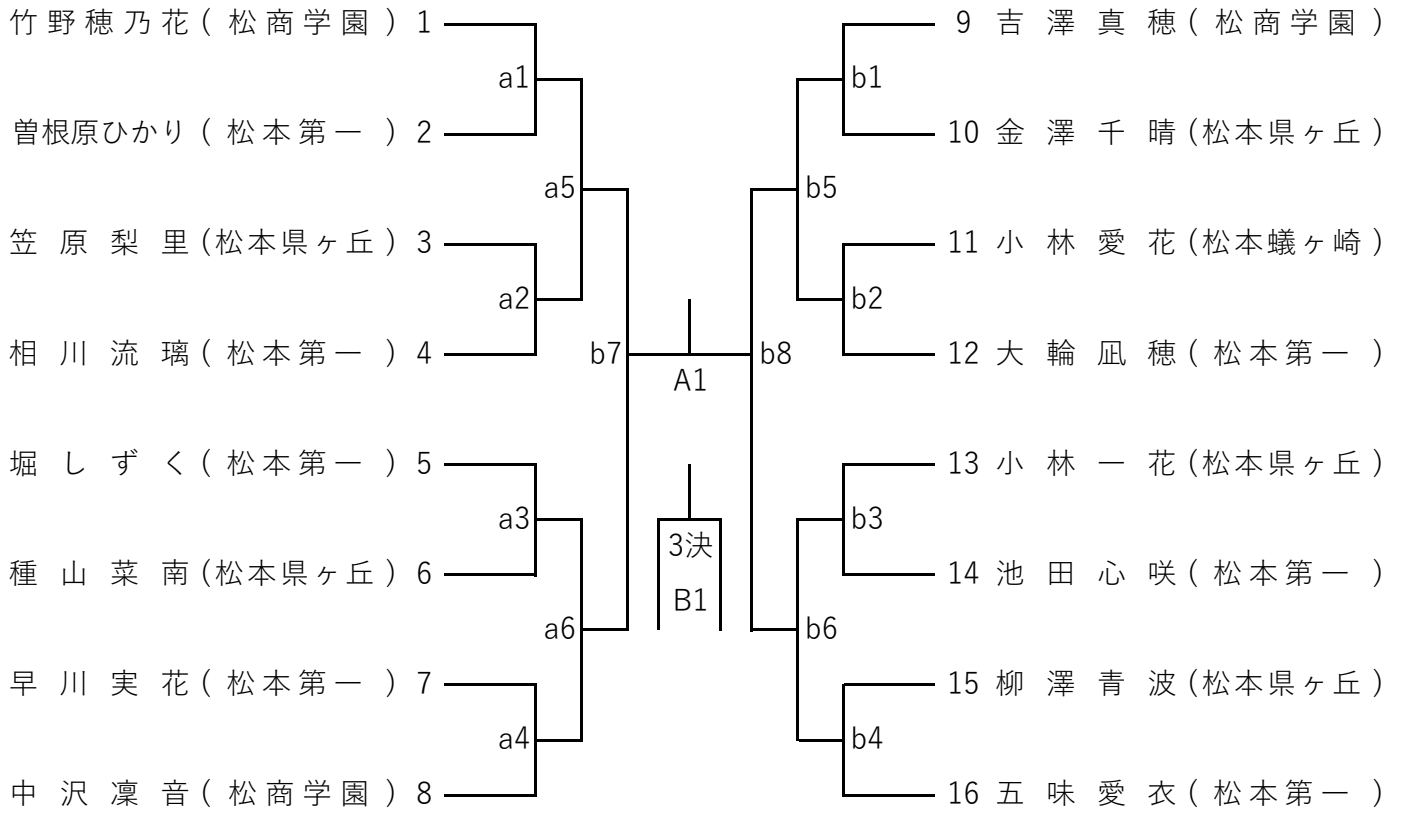 竹野穂乃花(松商学園)1
a1
曽根原ひかり(松本第一)2
a5
笠原梨里(松本県ヶ丘)3
a2
相川流璃(松本第一)4
b7
堀しずく(松本第一)5
a3
種山菜南(松本県ヶ丘)6
a6
早川実花(松本第一)7
a4
中沢凜音(松商学園)8
A1
3決
B1
9 吉澤真穂(松商学園)
b1
10 金澤千晴(松本県ヶ丘)
b5
11 小林愛花(松本蟻ヶ崎)
b2
12 大輪凪穂(松本第一)
b8
13 小林一花(松本県ヶ丘)
b3
14 池田心咲(松本第一)
b6
15 柳澤青波(松本県ヶ丘)
b4
16 五味愛衣(松本第一)